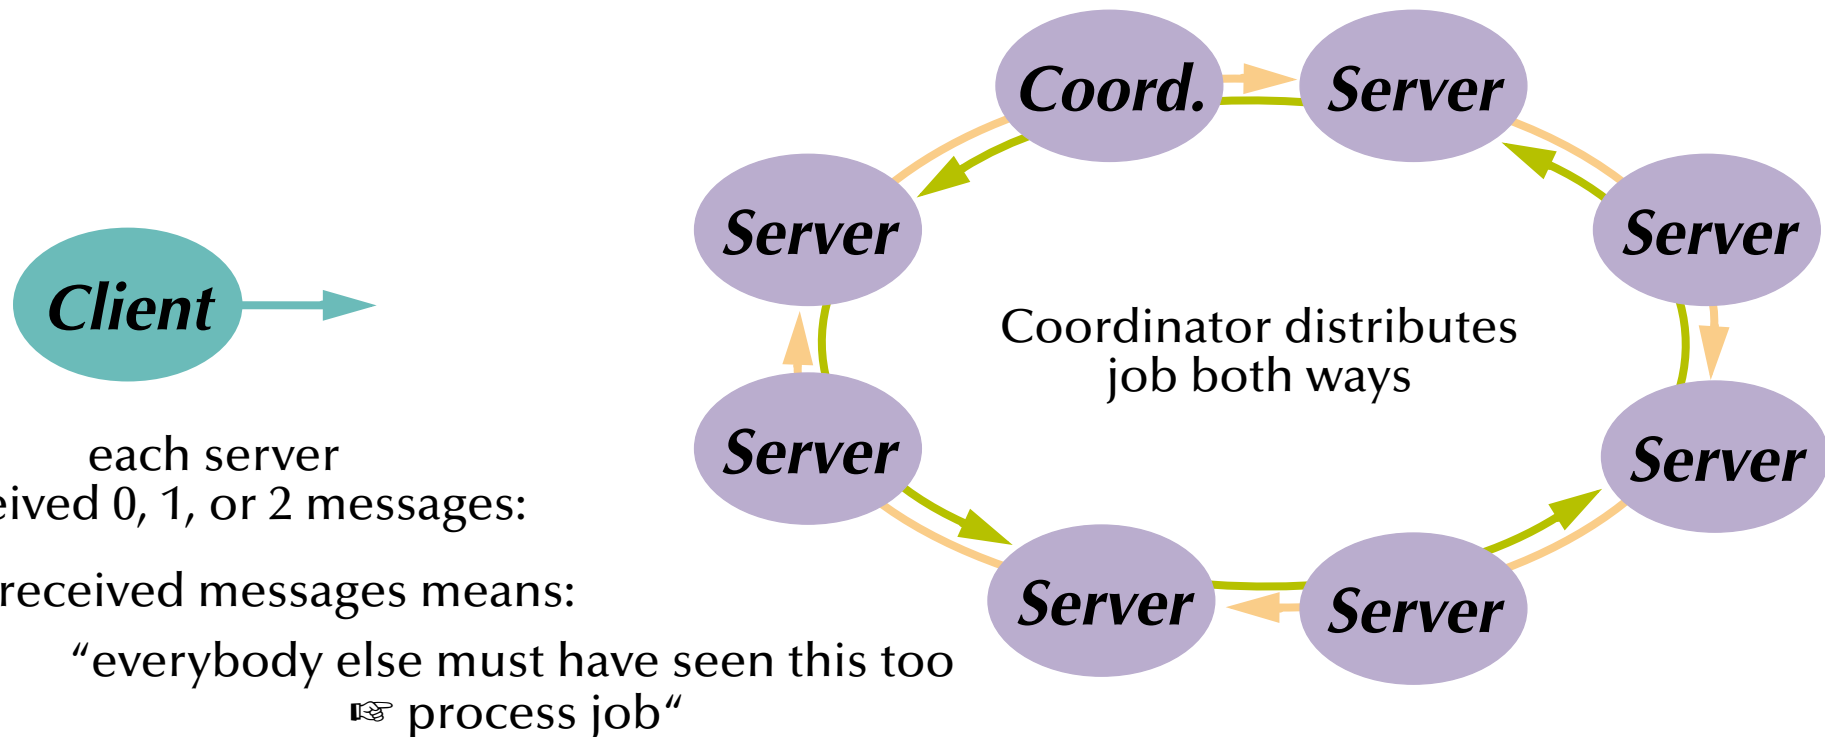 Coord.
Server
Server
Server
Client
Coordinator distributes
job both ways
Server
Server
each server
eived 0, 1, or 2 messages:
Server
Server
received messages means:
“everybody else must have seen this too
☞ process job“